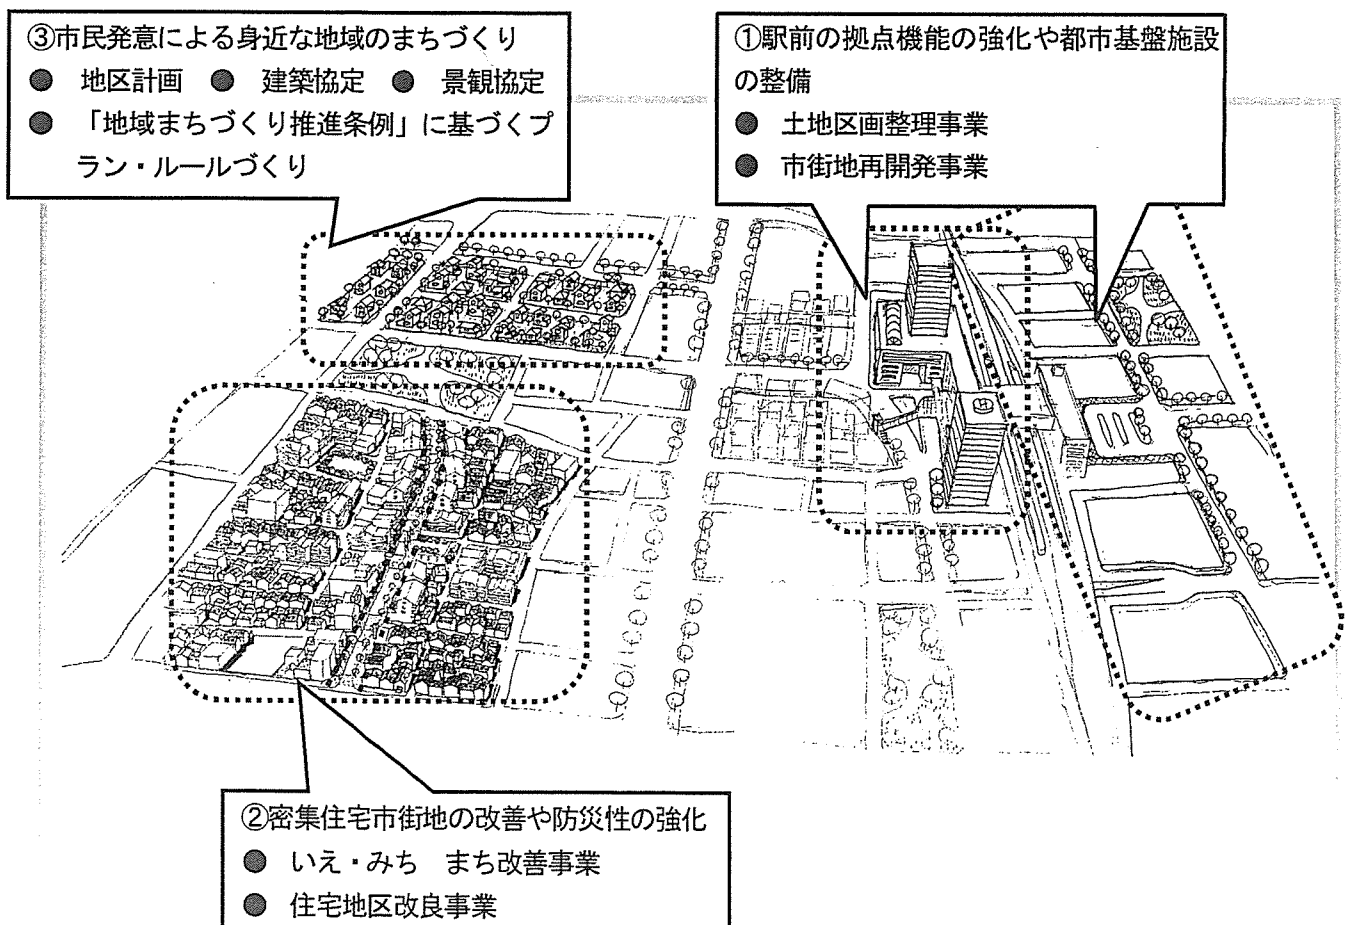 ③市民発意による身近な地域のまちづくり
● 地区計画 ● 建築協定 ● 景観協定
● 「地域まちづくり推進条例」に基づくプ
ラン・ルールづくり
①駅前の拠点機能の強化や都市基盤施設
の整備
● 土地区画整理事業
● 市街地再開発事業
②密集住宅市街地の改善や防災性の強化
● いえ・みち まち改善事業
● 住宅地区改良事業